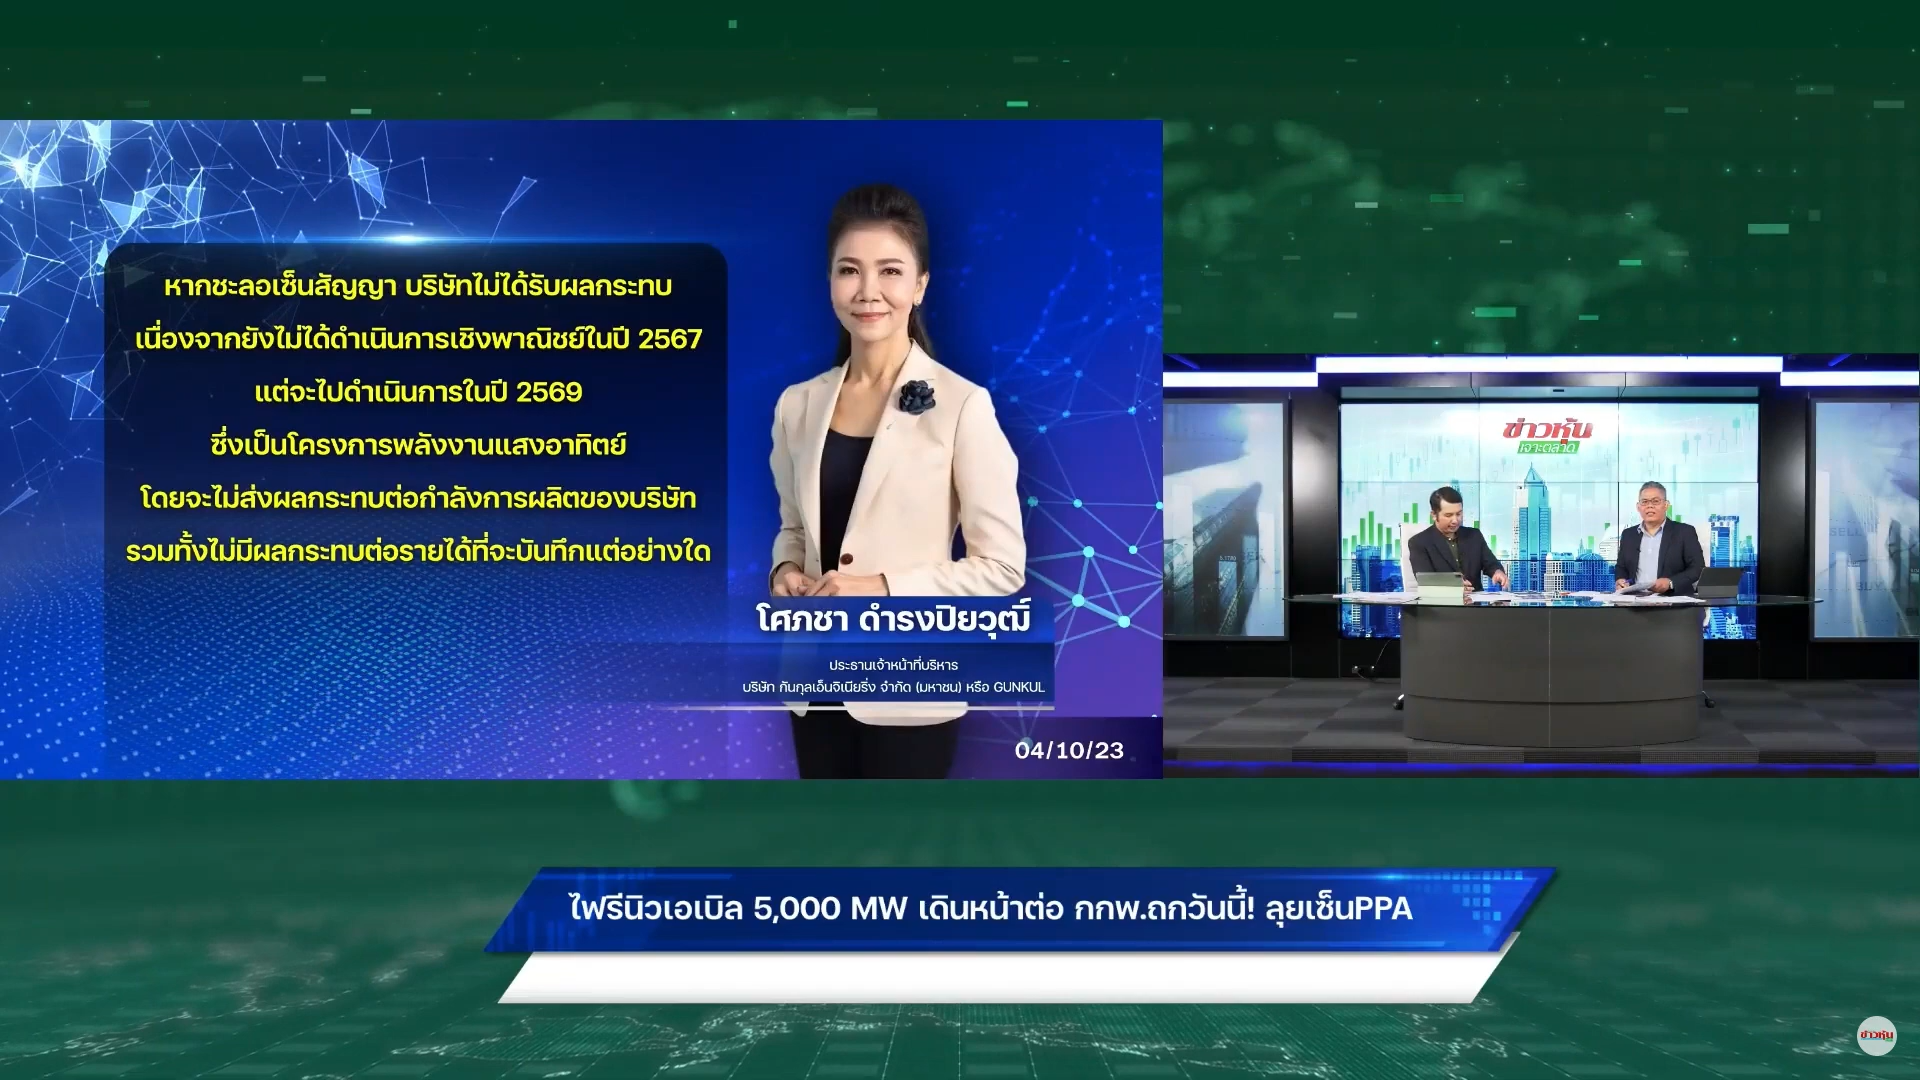 หากชะลอเซ็นสัญญา บริษัทไม่ได้รับผลกระทบ
เนื่องจากยังไม่ได้ดำเนินการเชิงพาณิชย์ในปี 2567
แต่จะไปดำเนินการในปี 2569
ซึ่งเป็นโครงการพลังงานแสงอาทิตย์
โดยจะไม่ส่งผลกระทบต่อกำลังการผลิตของบริษัท
รวมทั้งไม่มีผลกระทบต่อรายได้ที่จะบันทึกแต่อย่างใด
โศภชา ดำรงปิยวุฒิ์
ประธานเจ้าหน้าที่บริหาร
บริษัท กันกุลเอ็นจิเนียริ่ง จำกัด (มหาชน) หรือ GUNKUL
04/10/23
ข่าวหุ้น
เจาะตลาด
ไฟรีนิวเอเบิล 5,000 MW เดินหน้าต่อ กกพ.ถกวันนี้! ลุยเซ็นPPA
ข่าวหุ้น